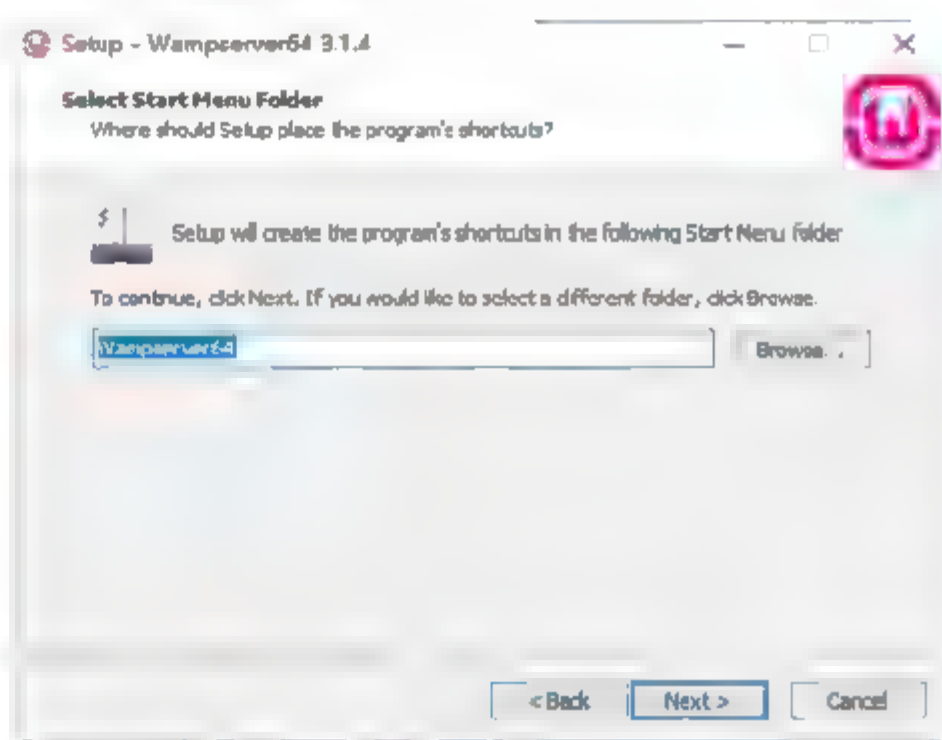 Setup - Wampserver64 3.1.4
Select Start Menu Folder
Where should Setup place the program's shortcuts?
Setup will create the program's shortcuts in the following Start Menu folder
To continue, click Next. If you would like to select a different folder, click Browse.
Wampserver64
Browse...
< Back
Next >
Cancel